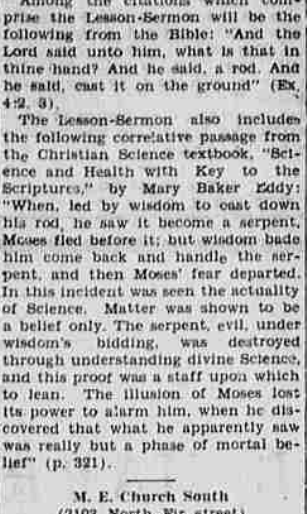 Among the citations which com-
prise the Lesson-Sermon will be the
following from the Bible: "And the
Lord said unto him, what is that in
thine hand? And he said, a rod. And
he said, cast it on the ground" (Ex.
4:2, 3).
The Lesson-Sermon also includes
the following correlative passage from
the Christian Science textbook, "Sci-
ence and Health with Key to the
Scriptures," by Mary Baker Eddy:
"When, led by wisdom to cast down
his rod, he saw it become a serpent,
Moses fled before it; but wisdom bade
him come back and handle the ser-
pent, and then Moses' fear departed.
In this incident was seen the actuality
of Science. Matter was shown to be
a belief only. The serpent, evil, under
wisdom's bidding, was destroyed
through understanding divine Science,
and this proof was a staff upon which
to lean. The illusion of Moses lost
its power to alarm him, when he dis-
covered that what he apparently saw
was really but a phase of mortal be-
lief" (p. 321).
M. E. Church South
(2103 North Fir street)